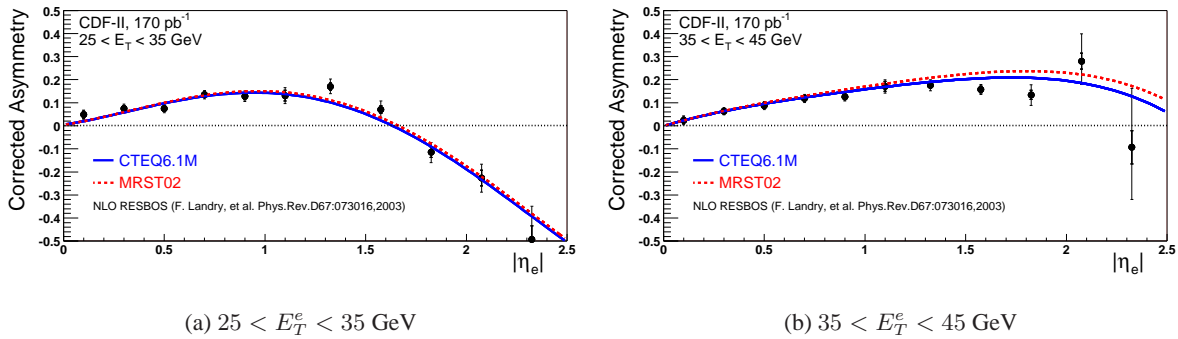 CDF-II, 170 pb⁻¹
25 < E_T < 35 GeV
Corrected Asymmetry
0.5
0.4
0.3
0.2
0.1
0
-0.1
-0.2
-0.3
-0.4
-0.5
CTEQ6.1M
MRST02
NLO RESBOS (F. Landry, et al. Phys.Rev.D67:073016,2003)
0 0.5 1 1.5 2 2.5
|η_e|
(a) 25 < E_T^e < 35 GeV
CDF-II, 170 pb⁻¹
35 < E_T < 45 GeV
Corrected Asymmetry
0.5
0.4
0.3
0.2
0.1
0
-0.1
-0.2
-0.3
-0.4
-0.5
CTEQ6.1M
MRST02
NLO RESBOS (F. Landry, et al. Phys.Rev.D67:073016,2003)
0 0.5 1 1.5 2 2.5
|η_e|
(b) 35 < E_T^e < 45 GeV